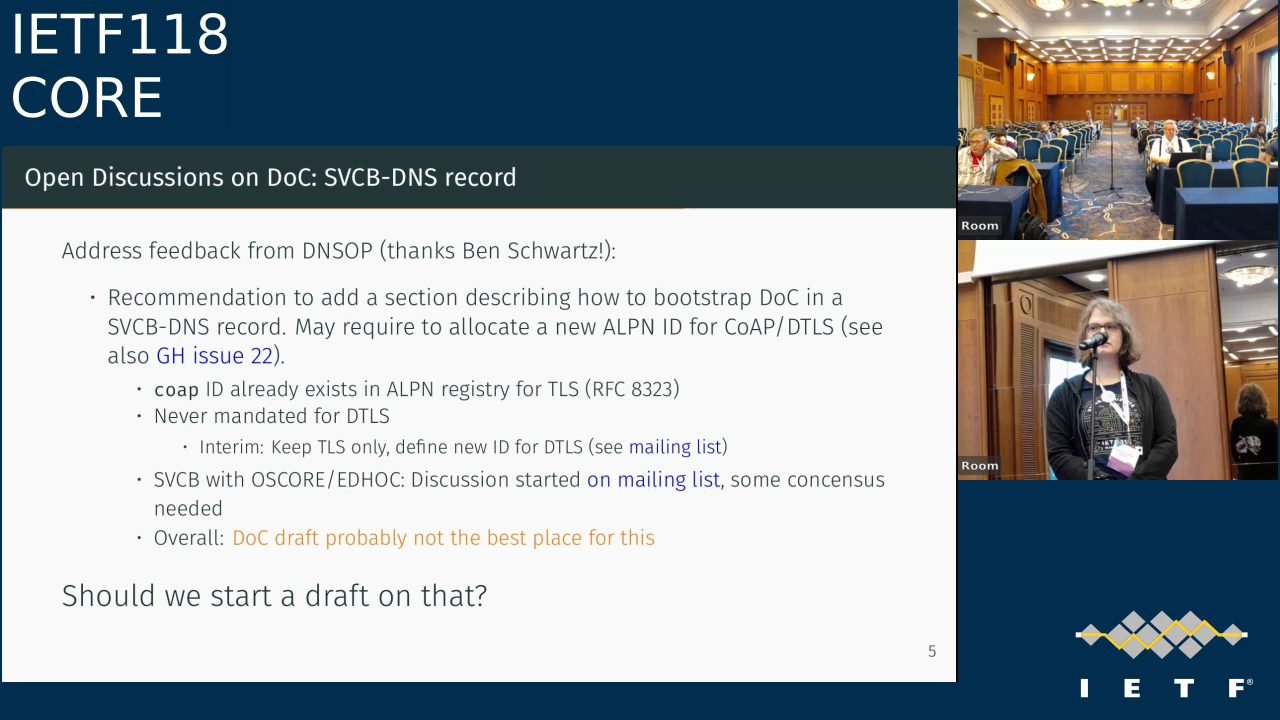 IETF118
CORE
Open Discussions on DoC: SVCB-DNS record
Address feedback from DNSOP (thanks Ben Schwartz!):
• Recommendation to add a section describing how to bootstrap DoC in a
SVCB-DNS record. May require to allocate a new ALPN ID for CoAP/DTLS (see
also GH issue 22).
• coap ID already exists in ALPN registry for TLS (RFC 8323)
• Never mandated for DTLS
• Interim: Keep TLS only, define new ID for DTLS (see mailing list)
• SVCB with OSCORE/EDHOC: Discussion started on mailing list, some concensus
needed
• Overall: DoC draft probably not the best place for this
Should we start a draft on that?
5
Room
Room
I E T F®